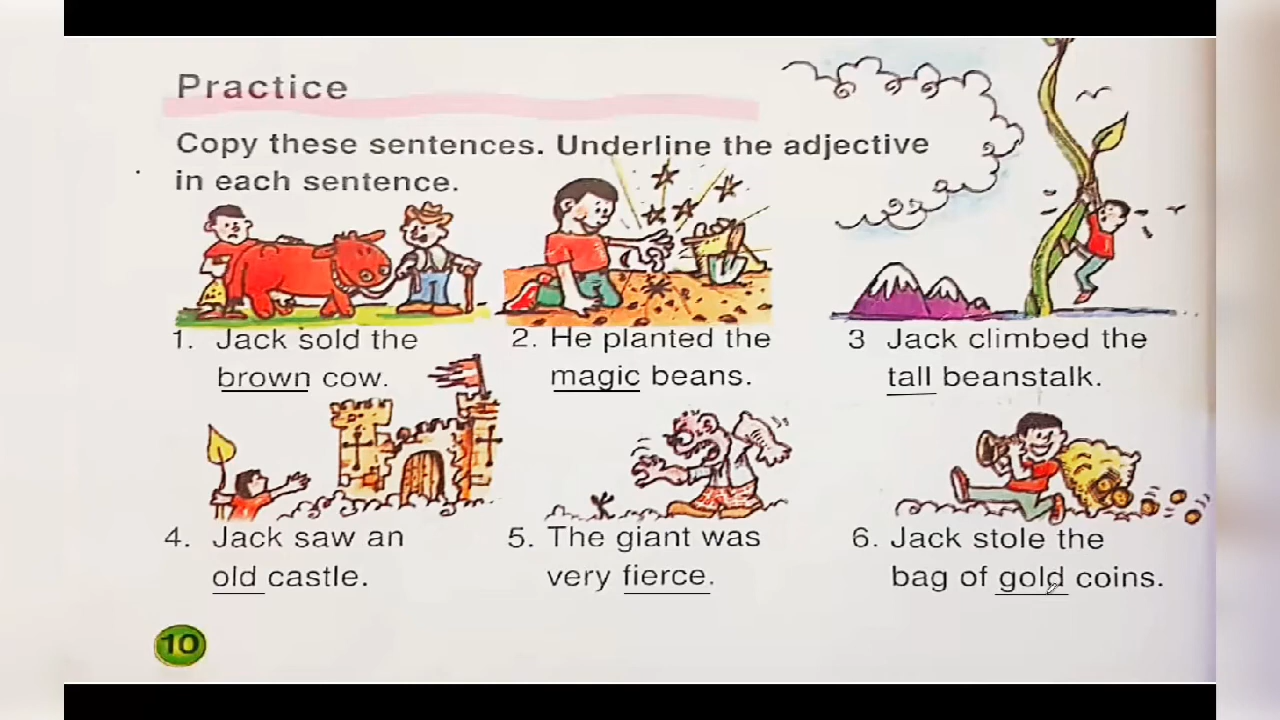 Practice
Copy these sentences. Underline the adjective
in each sentence.
1. Jack sold the
brown cow.
2. He planted the
magic beans.
3 Jack climbed the
tall beanstalk.
4. Jack saw an
old castle.
5. The giant was
very fierce.
6. Jack stole the
bag of gold coins.
10